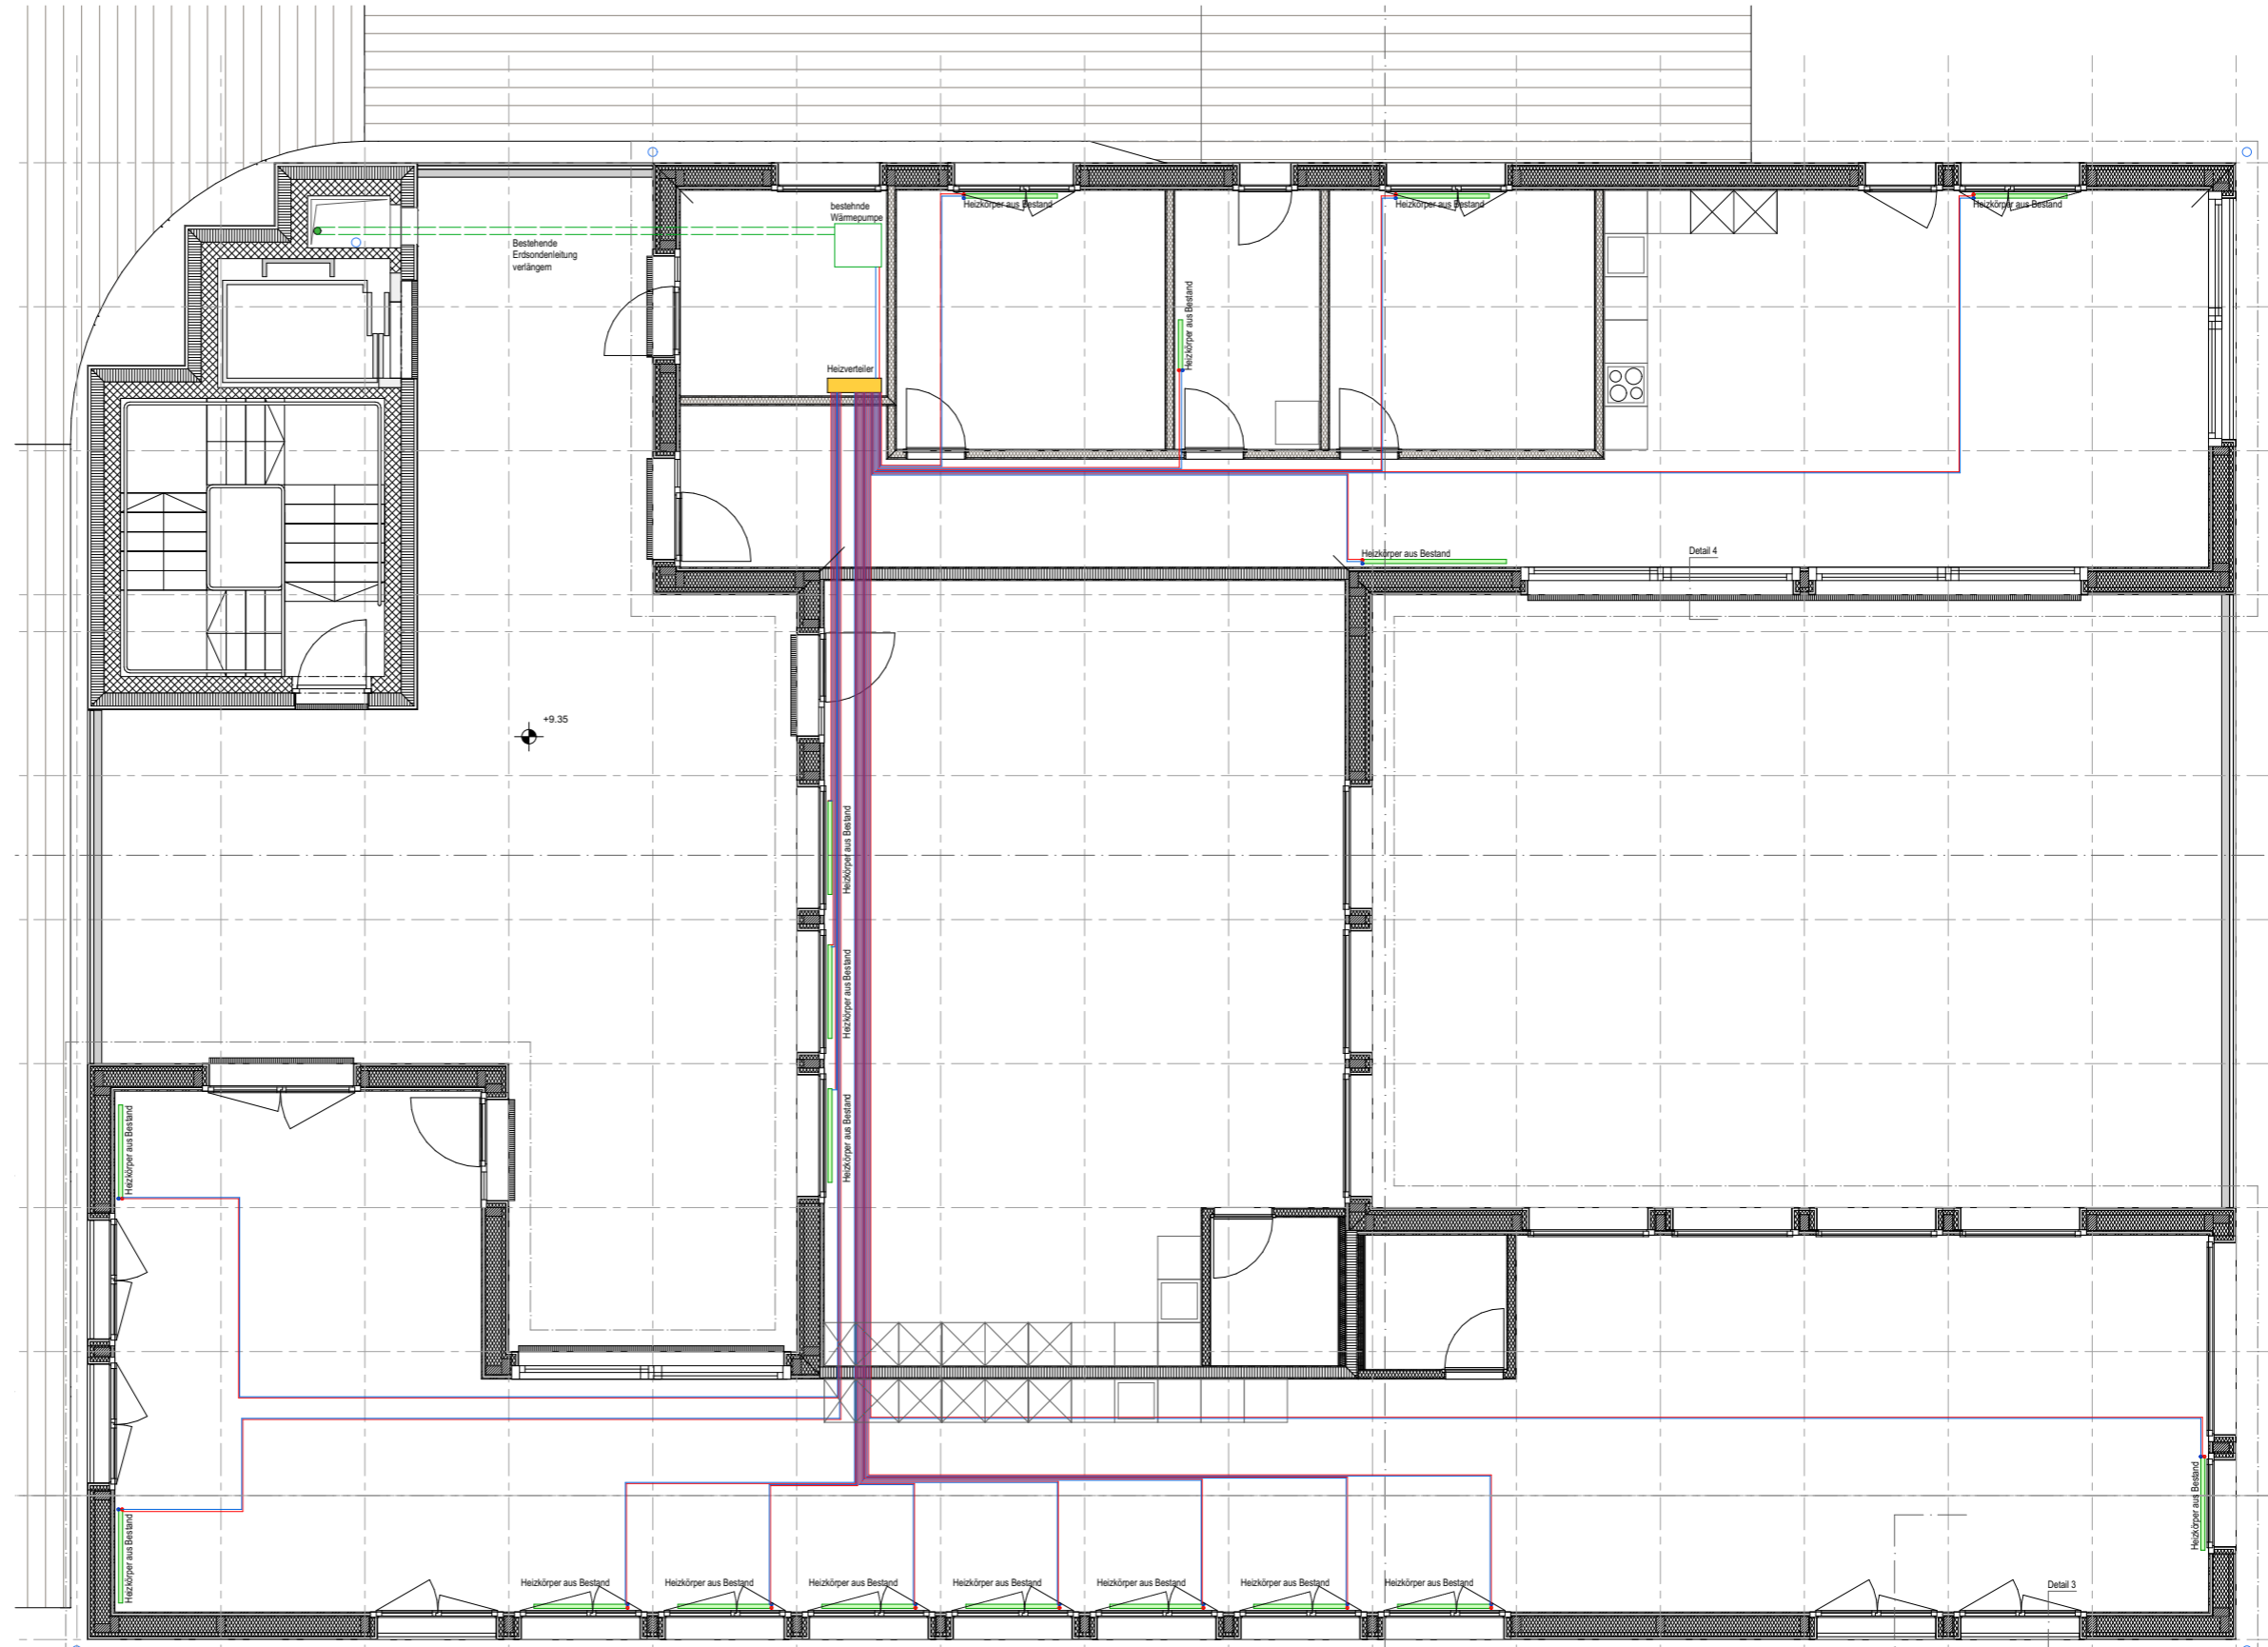 bestehnde
Wärmepumpe
Heizkörper aus Bestand
Heizkörper aus Bestand
Heizkörper aus Bestand
Bestehende
Erdsondenleitung
verlängern
Heizkörper aus Bestand
Heizverteiler
Heizkörper aus Bestand
Detail 4
+9.35
Heizkörper aus Bestand
Heizkörper aus Bestand
Heizkörper aus Bestand
Heizkörper aus Bestand
Heizkörper aus Bestand
Heizkörper aus Bestand
Heizkörper aus Bestand
Heizkörper aus Bestand
Heizkörper aus Bestand
Heizkörper aus Bestand
Heizkörper aus Bestand
Heizkörper aus Bestand
Heizkörper aus Bestand
Detail 3